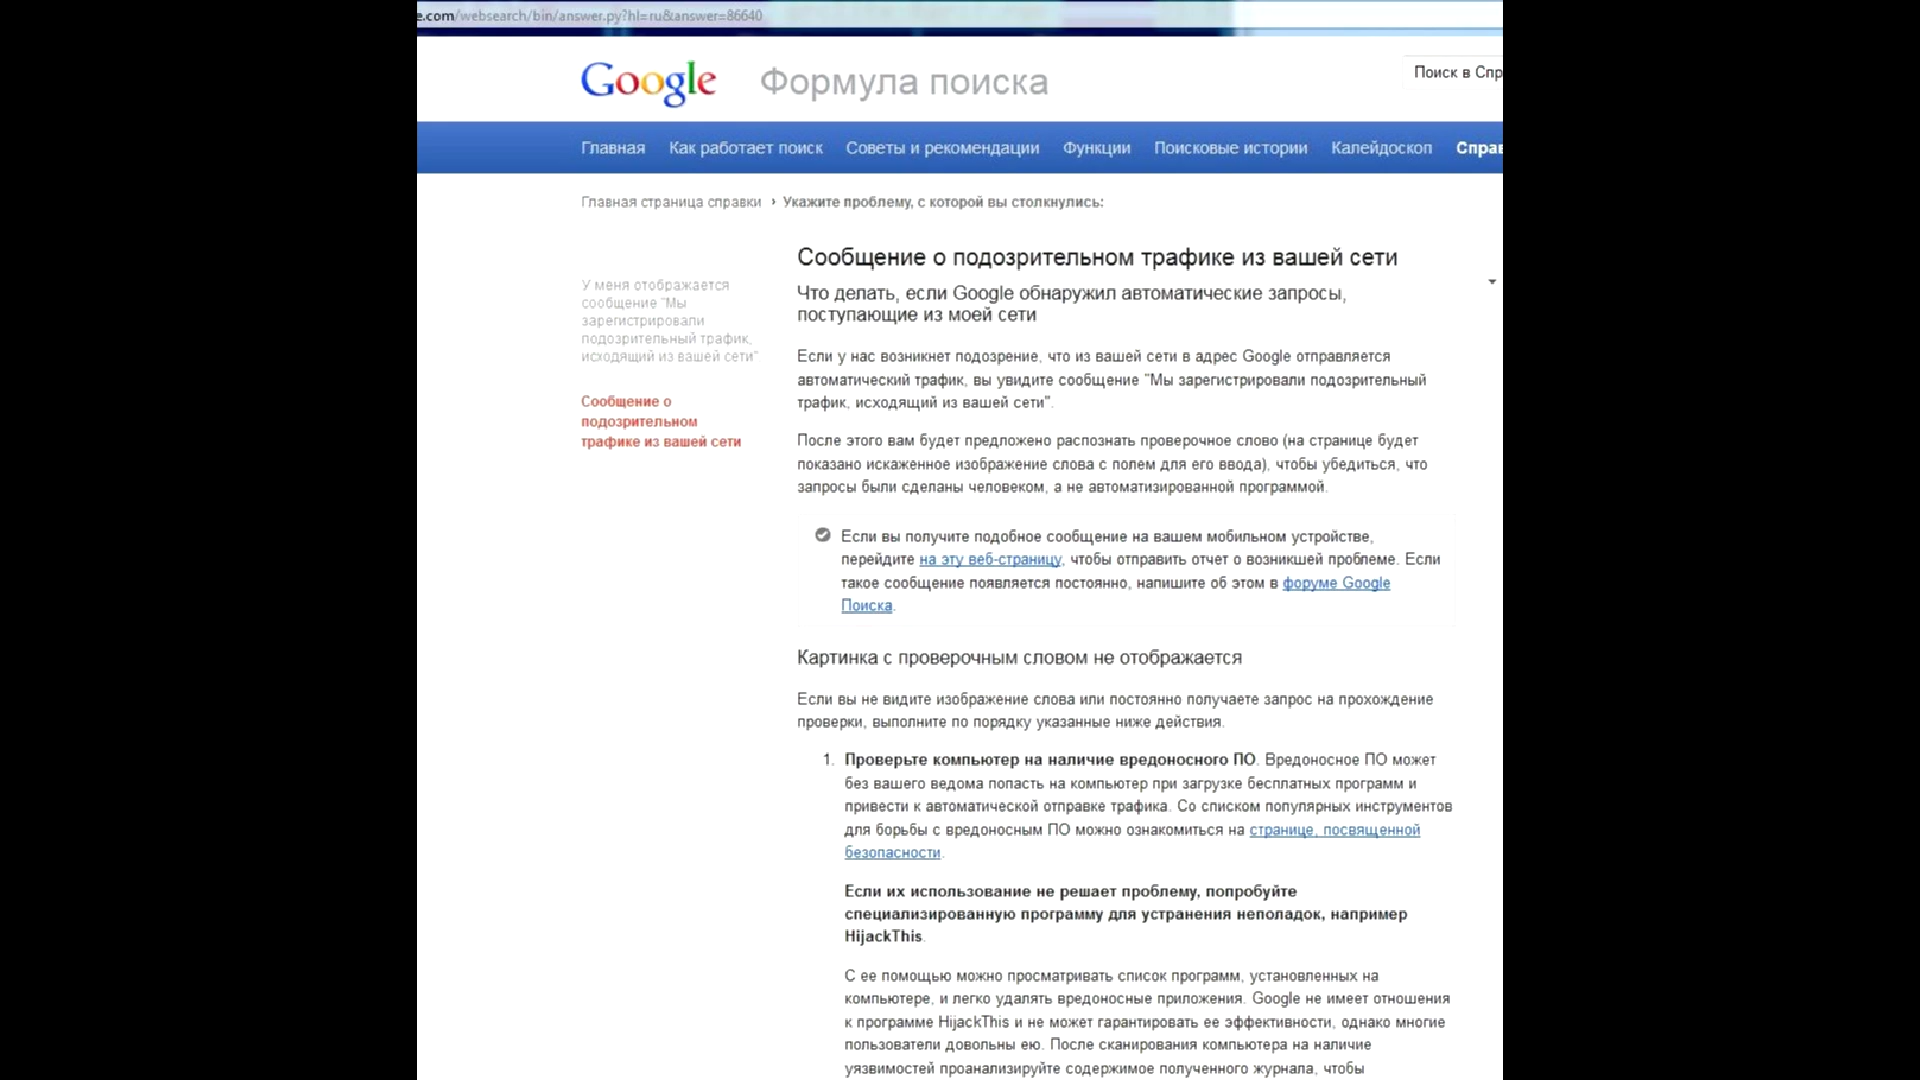 e.com/websearch/bin/answer.py?hl=ru&answer=86640
Google Формула поиска
Поиск в Спр
Главная Как работает поиск Советы и рекомендации Функции Поисковые истории Калейдоскоп Справ
Главная страница справки › Укажите проблему, с которой вы столкнулись:
У меня отображается
сообщение "Мы
зарегистрировали
подозрительный трафик,
исходящий из вашей сети"
Сообщение о
подозрительном
трафике из вашей сети
Сообщение о подозрительном трафике из вашей сети
Что делать, если Google обнаружил автоматические запросы,
поступающие из моей сети
Если у нас возникнет подозрение, что из вашей сети в адрес Google отправляется
автоматический трафик, вы увидите сообщение "Мы зарегистрировали подозрительный
трафик, исходящий из вашей сети".
После этого вам будет предложено распознать проверочное слово (на странице будет
показано искаженное изображение слова с полем для его ввода), чтобы убедиться, что
запросы были сделаны человеком, а не автоматизированной программой.
Если вы получите подобное сообщение на вашем мобильном устройстве,
перейдите на эту веб-страницу, чтобы отправить отчет о возникшей проблеме. Если
такое сообщение появляется постоянно, напишите об этом в форуме Google
Поиска.
Картинка с проверочным словом не отображается
Если вы не видите изображение слова или постоянно получаете запрос на прохождение
проверки, выполните по порядку указанные ниже действия.
1. Проверьте компьютер на наличие вредоносного ПО. Вредоносное ПО может
без вашего ведома попасть на компьютер при загрузке бесплатных программ и
привести к автоматической отправке трафика. Со списком популярных инструментов
для борьбы с вредоносным ПО можно ознакомиться на странице, посвященной
безопасности.
Если их использование не решает проблему, попробуйте
специализированную программу для устранения неполадок, например
HijackThis.
С ее помощью можно просматривать список программ, установленных на
компьютере, и легко удалять вредоносные приложения. Google не имеет отношения
к программе HijackThis и не может гарантировать ее эффективности, однако многие
пользователи довольны ею. После сканирования компьютера на наличие
уязвимостей проанализируйте содержимое полученного журнала, чтобы